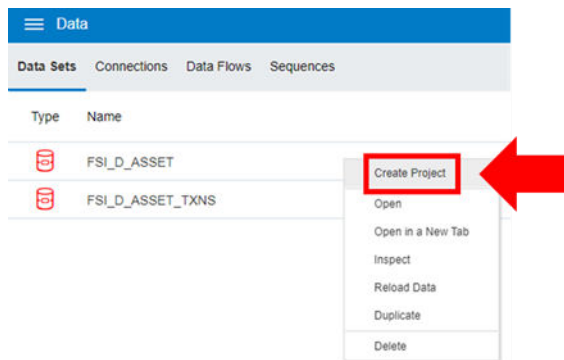 Data
Data Sets Connections Data Flows Sequences
Type Name
FSI_D_ASSET
FSI_D_ASSET_TXNS
Create Project
Open
Open in a New Tab
Inspect
Reload Data
Duplicate
Delete